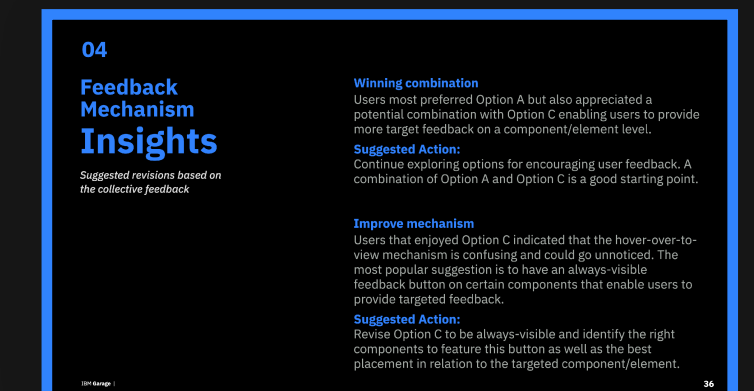 04
Feedback
Mechanism
Insights
Suggested revisions based on
the collective feedback
Winning combination
Users most preferred Option A but also appreciated a
potential combination with Option C enabling users to provide
more target feedback on a component/element level.
Suggested Action:
Continue exploring options for encouraging user feedback. A
combination of Option A and Option C is a good starting point.
Improve mechanism
Users that enjoyed Option C indicated that the hover-over-to-
view mechanism is confusing and could go unnoticed. The
most popular suggestion is to have an always-visible
feedback button on certain components that enable users to
provide targeted feedback.
Suggested Action:
Revise Option C to be always-visible and identify the right
components to feature this button as well as the best
placement in relation to the targeted component/element.
IBM Garage |
36